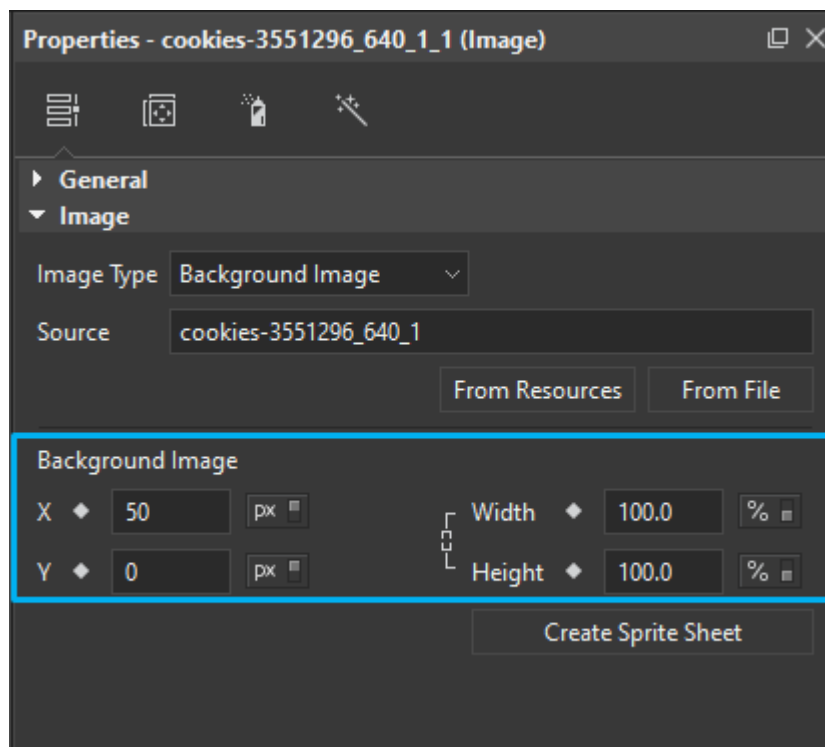 Properties - cookies-3551296_640_1_1 (Image)
General
Image
Image Type Background Image
Source cookies-3551296_640_1
From Resources From File
Background Image
X 50 px Width 100.0 %
Y 0 px Height 100.0 %
Create Sprite Sheet